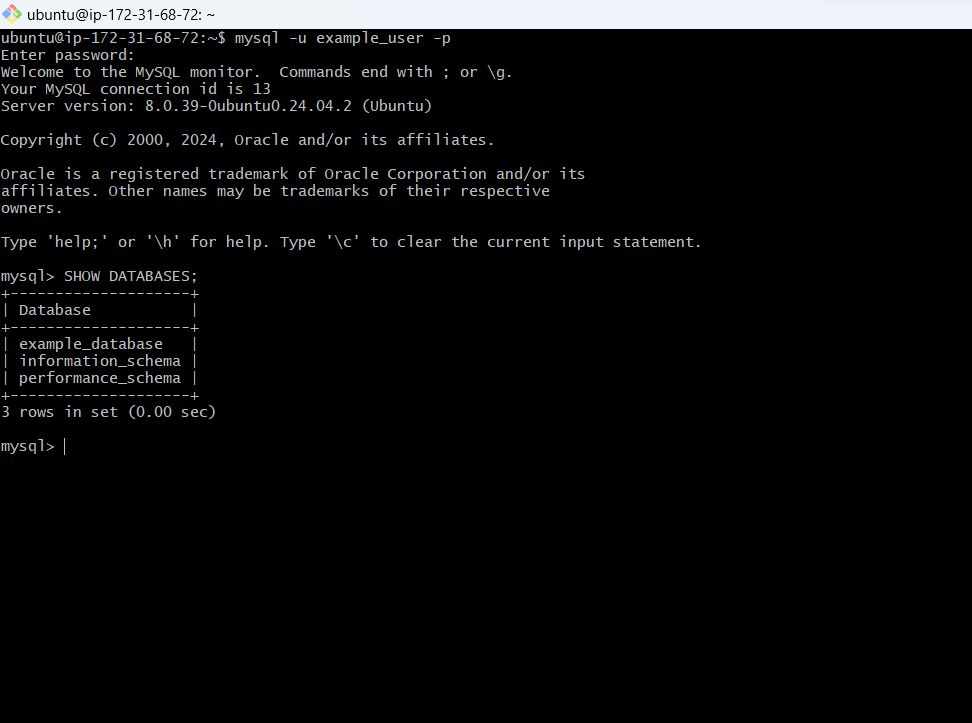 ubuntu@ip-172-31-68-72: ~
ubuntu@ip-172-31-68-72:~$ mysql -u example_user -p
Enter password:
Welcome to the MySQL monitor.  Commands end with ; or \g.
Your MySQL connection id is 13
Server version: 8.0.39-0ubuntu0.24.04.2 (Ubuntu)

Copyright (c) 2000, 2024, Oracle and/or its affiliates.

Oracle is a registered trademark of Oracle Corporation and/or its
affiliates. Other names may be trademarks of their respective
owners.

Type 'help;' or '\h' for help. Type '\c' to clear the current input statement.

mysql> SHOW DATABASES;
+--------------------+
| Database           |
+--------------------+
| example_database   |
| information_schema |
| performance_schema |
+--------------------+
3 rows in set (0.00 sec)

mysql>